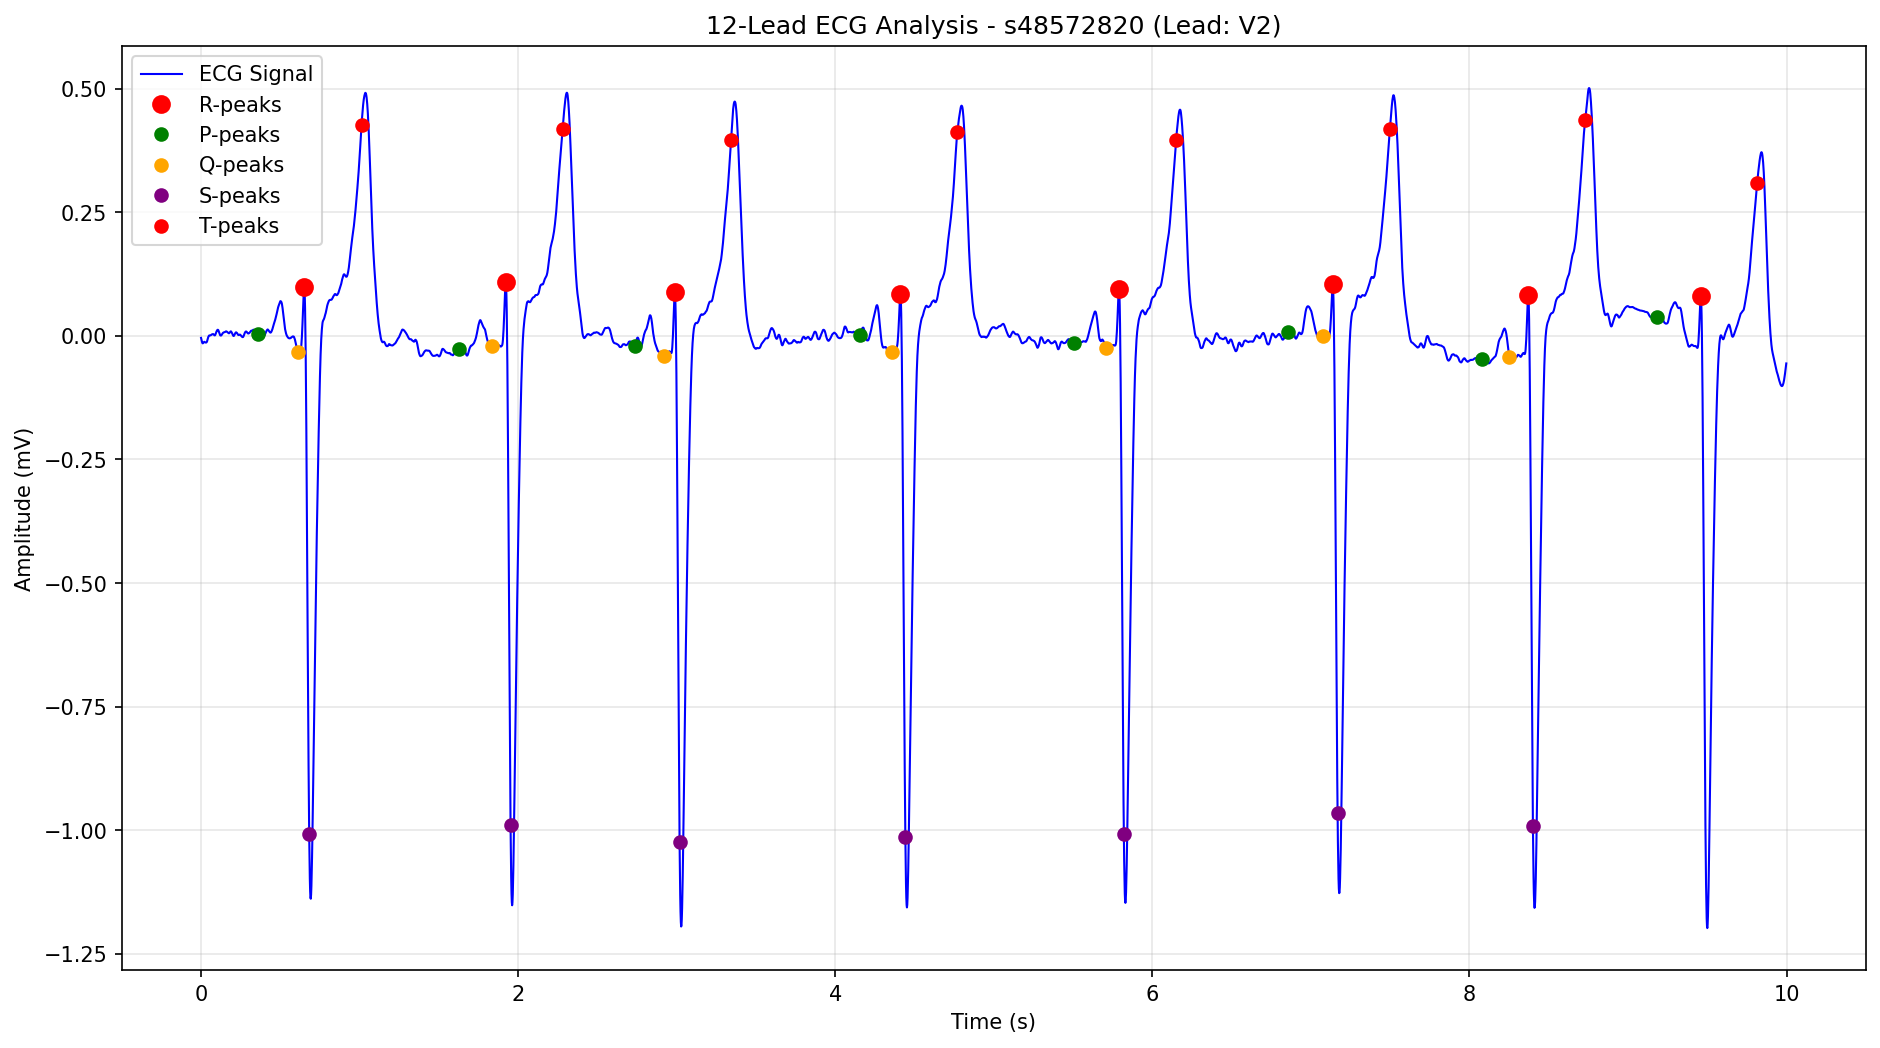 12-Lead ECG Analysis - s48572820 (Lead: V2)
ECG Signal
R-peaks
P-peaks
Q-peaks
S-peaks
T-peaks
0.50
0.25
0.00
−0.25
−0.50
−0.75
−1.00
−1.25
Amplitude (mV)
0
2
4
6
8
10
Time (s)